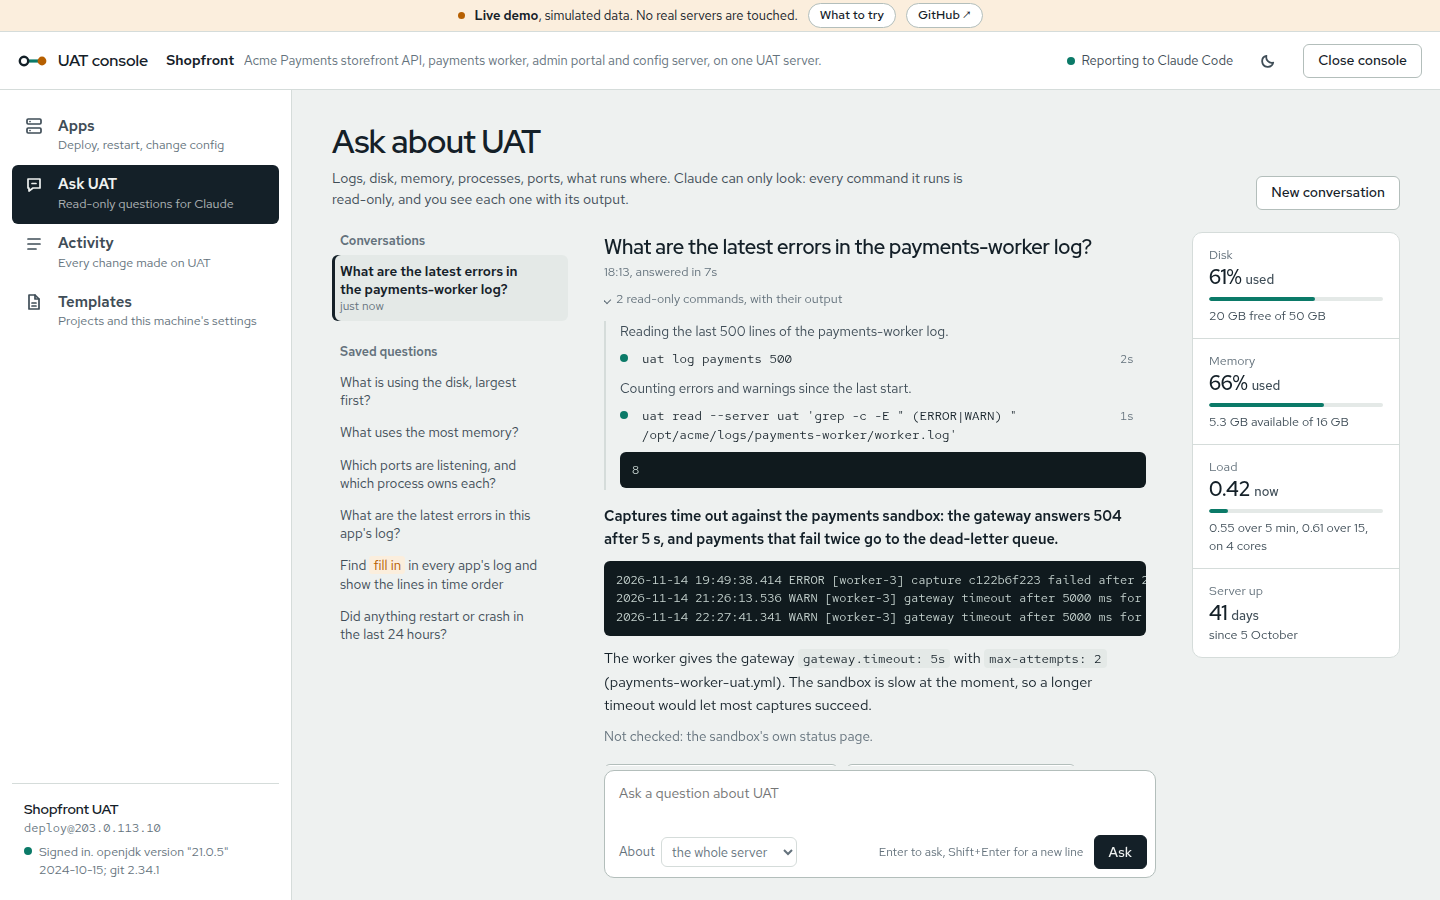 Live demo, simulated data. No real servers are touched.
What to try
GitHub ↗
UAT console
Shopfront
Acme Payments storefront API, payments worker, admin portal and config server, on one UAT server.
Reporting to Claude Code
Close console
Apps
Deploy, restart, change config
Ask UAT
Read-only questions for Claude
Activity
Every change made on UAT
Templates
Projects and this machine's settings
Shopfront UAT
deploy@203.0.113.10
Signed in. openjdk version "21.0.5"
2024-10-15; git 2.34.1
Ask about UAT
Logs, disk, memory, processes, ports, what runs where. Claude can only look: every command it runs is
read-only, and you see each one with its output.
New conversation
Conversations
What are the latest errors in
the payments-worker log?
just now
Saved questions
What is using the disk, largest
first?
What uses the most memory?
Which ports are listening, and
which process owns each?
What are the latest errors in this
app's log?
Find fill in in every app's log and
show the lines in time order
Did anything restart or crash in
the last 24 hours?
What are the latest errors in the payments-worker log?
18:13, answered in 7s
2 read-only commands, with their output
Reading the last 500 lines of the payments-worker log.
uat log payments 500
2s
Counting errors and warnings since the last start.
uat read --server uat 'grep -c -E " (ERROR|WARN) "
/opt/acme/logs/payments-worker/worker.log'
1s
8
Captures time out against the payments sandbox: the gateway answers 504
after 5 s, and payments that fail twice go to the dead-letter queue.
2026-11-14 19:49:38.414 ERROR [worker-3] capture c122b6f223 failed after 2
2026-11-14 21:26:13.536 WARN [worker-3] gateway timeout after 5000 ms for
2026-11-14 22:27:41.341 WARN [worker-3] gateway timeout after 5000 ms for
The worker gives the gateway gateway.timeout: 5s with max-attempts: 2
(payments-worker-uat.yml). The sandbox is slow at the moment, so a longer
timeout would let most captures succeed.
Not checked: the sandbox's own status page.
Ask a question about UAT
About
the whole server
Enter to ask, Shift+Enter for a new line
Ask
Disk
61% used
20 GB free of 50 GB
Memory
66% used
5.3 GB available of 16 GB
Load
0.42 now
0.55 over 5 min, 0.61 over 15,
on 4 cores
Server up
41 days
since 5 October